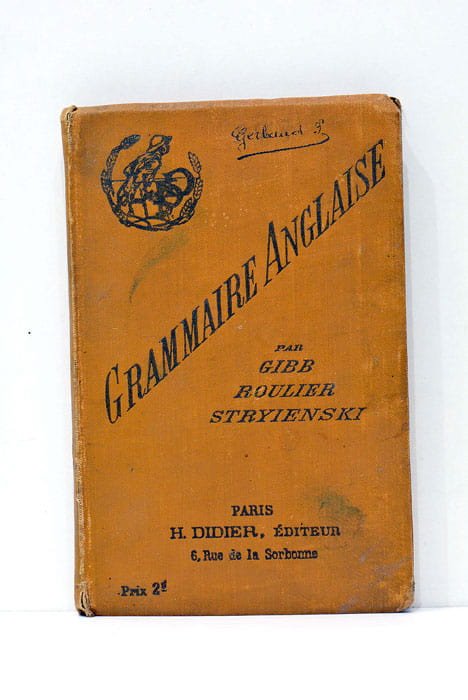 Gerbaud P.
GRAMMAIRE ANGLAISE
PAR
GIBB
ROULIER
STRYIENSKI
PARIS
H. DIDIER, ÉDITEUR
6, Rue de la Sorbonne
Prix 2f